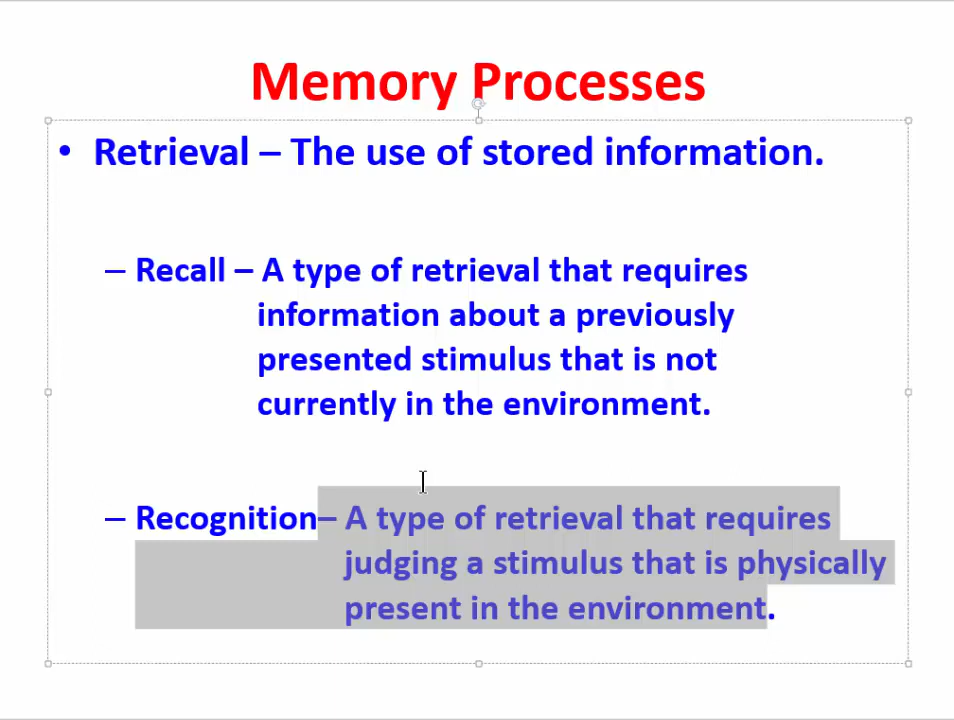 Memory Processes
• Retrieval – The use of stored information.
– Recall – A type of retrieval that requires
information about a previously
presented stimulus that is not
currently in the environment.
– Recognition– A type of retrieval that requires
judging a stimulus that is physically
present in the environment.